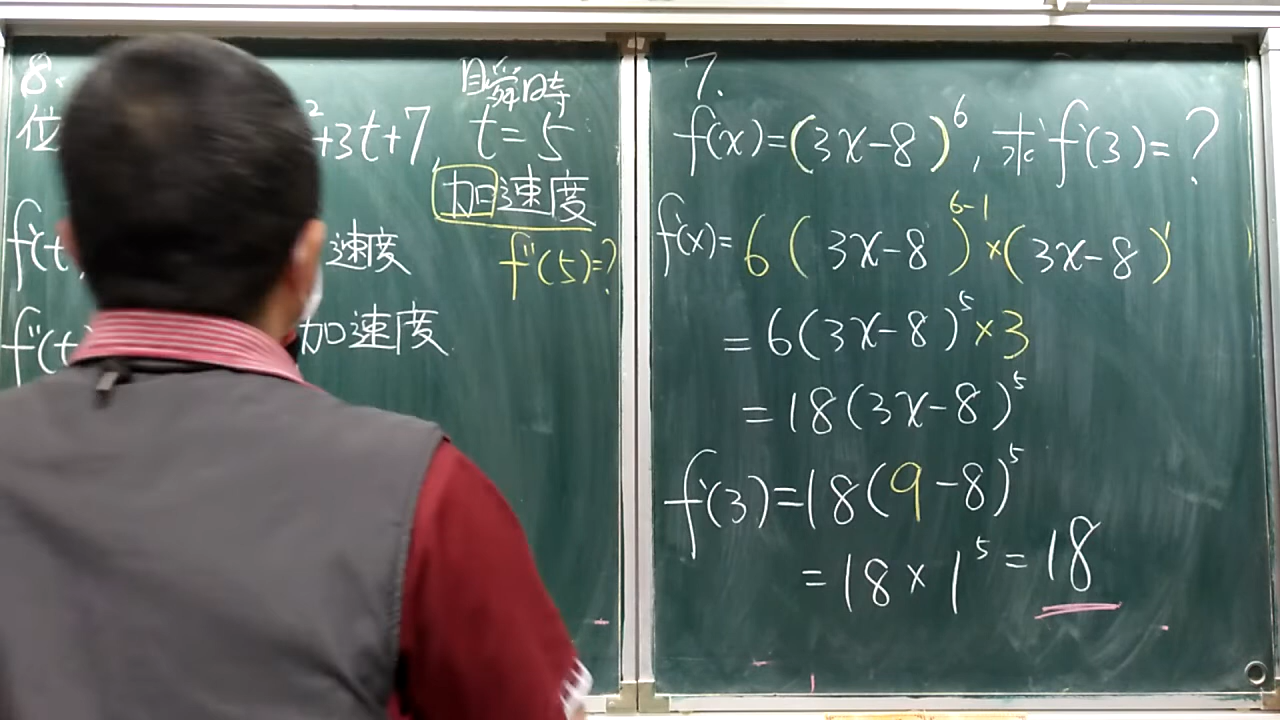 8.
位
²+3t+7, 瞬時
t=5
加速度
f'(t 速度
f''(5)=?
f''(t 加速度
7.
f(x)=(3x-8)⁶, 求f'(3)=?
f'(x)=6(3x-8)⁶⁻¹×(3x-8)'
=6(3x-8)⁵×3
=18(3x-8)⁵
f'(3)=18(9-8)⁵
=18×1⁵=18